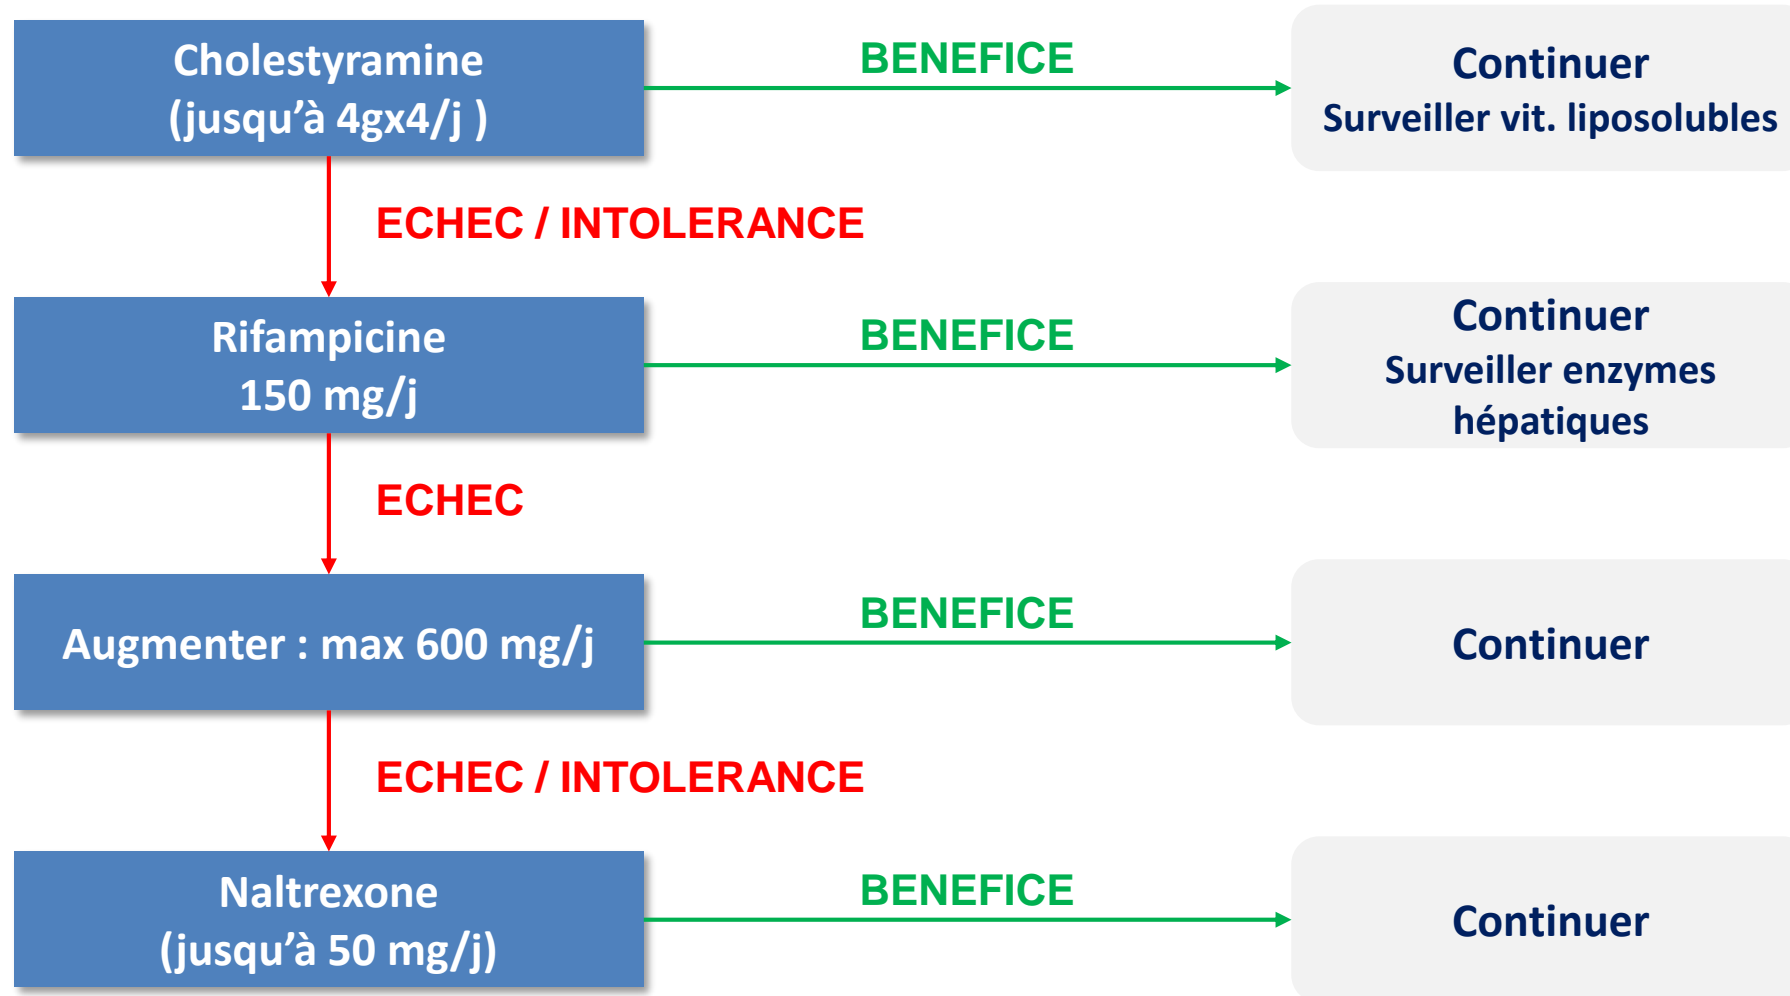 Cholestyramine
(jusqu’à 4gx4/j )
BENEFICE
Continuer
Surveiller vit. liposolubles
ECHEC / INTOLERANCE
Rifampicine
150 mg/j
BENEFICE
Continuer
Surveiller enzymes
hépatiques
ECHEC
Augmenter : max 600 mg/j
BENEFICE
Continuer
ECHEC / INTOLERANCE
Naltrexone
(jusqu’à 50 mg/j)
BENEFICE
Continuer